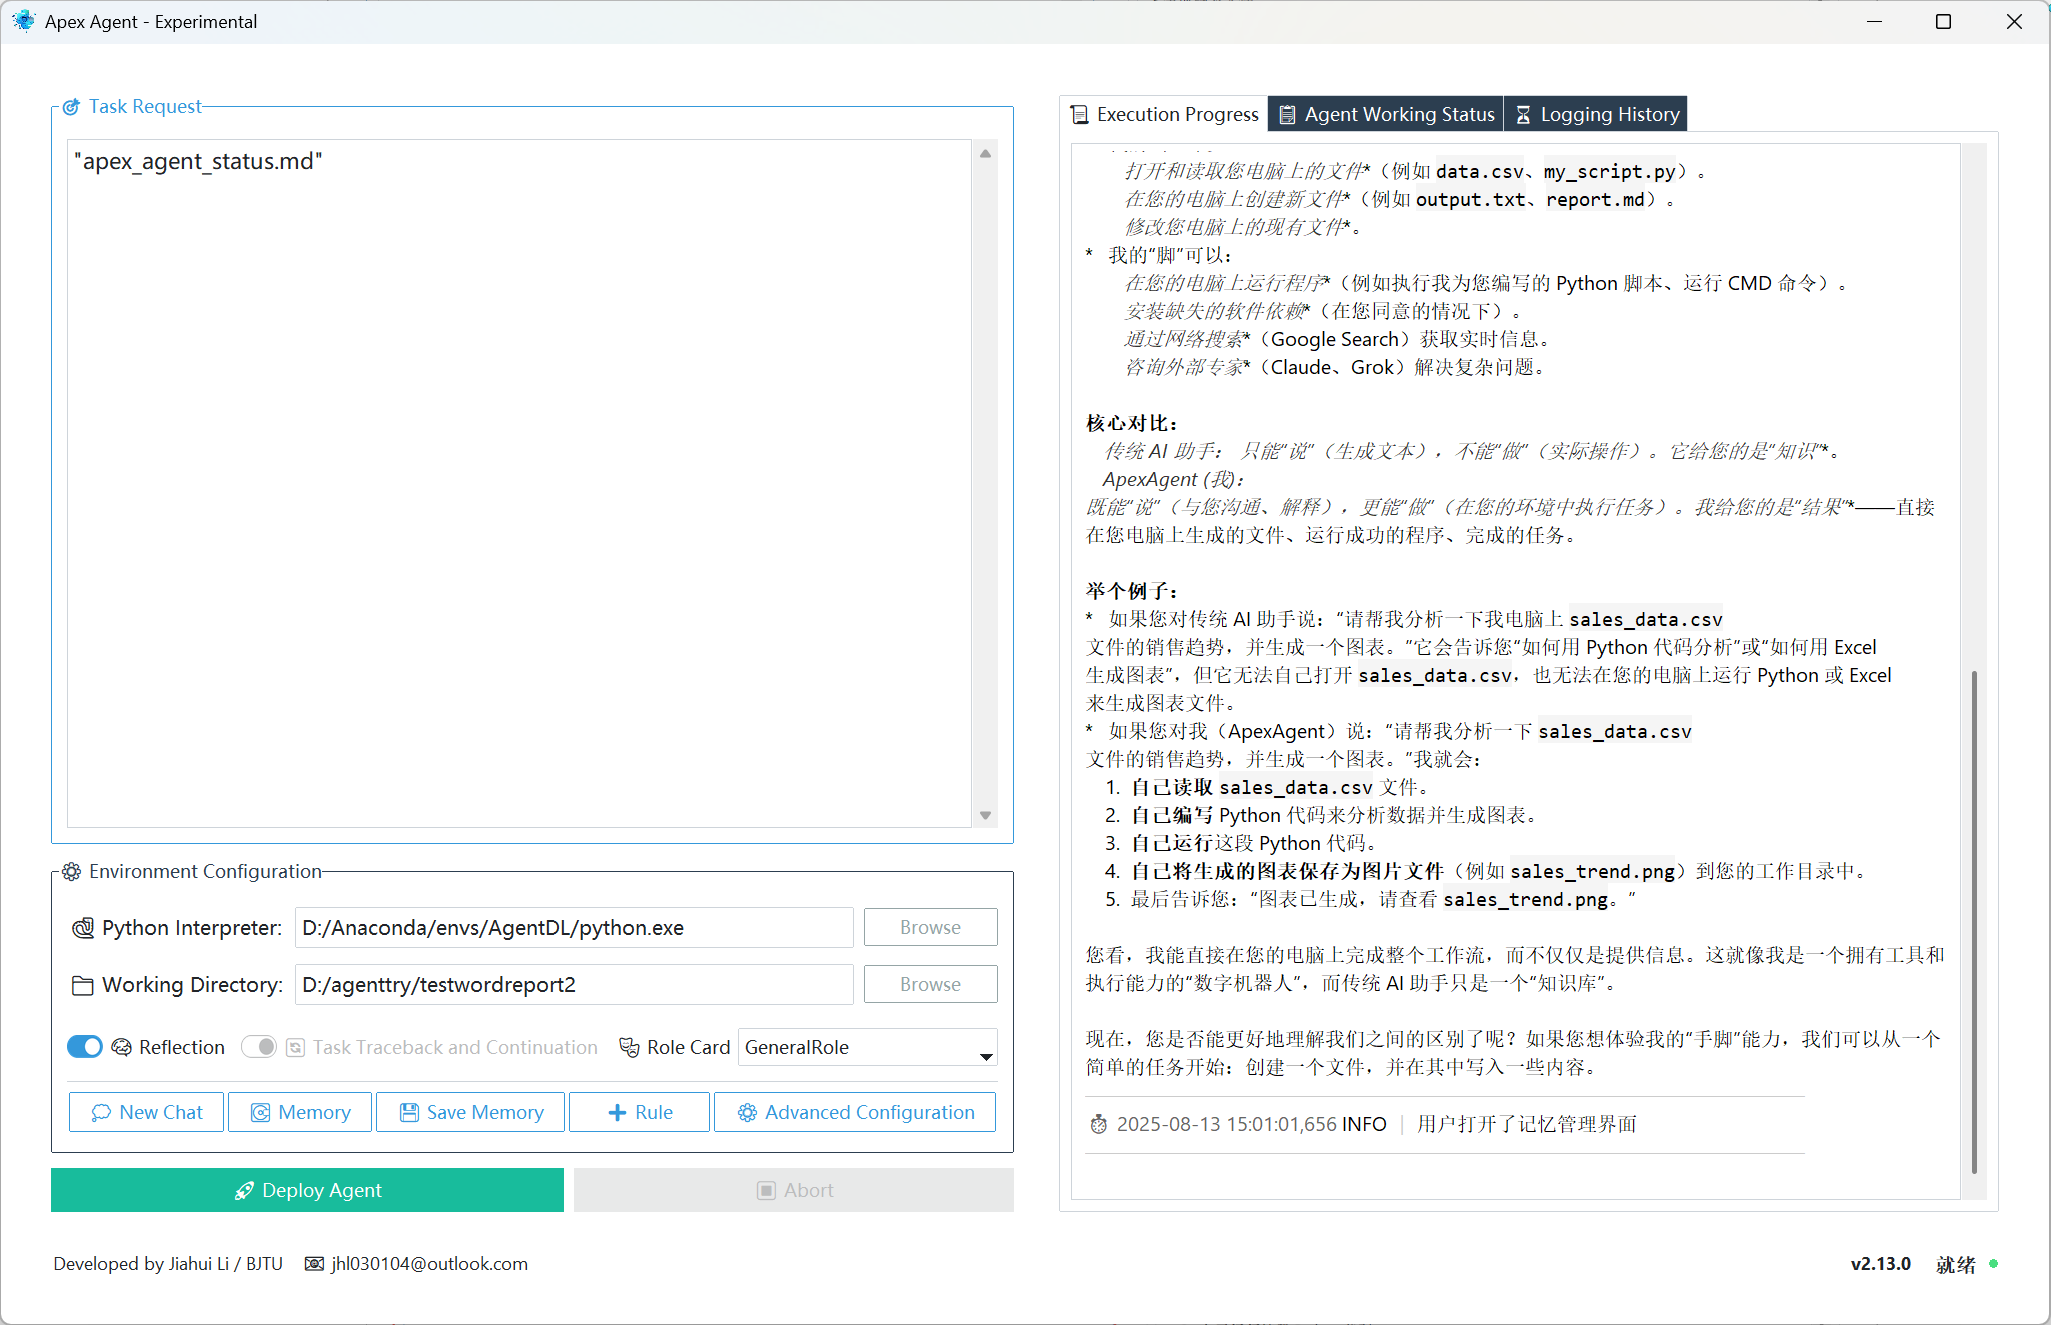 Apex Agent - Experimental
Task Request
"apex_agent_status.md"
Environment Configuration
Python Interpreter:
D:/Anaconda/envs/AgentDL/python.exe
Browse
Working Directory:
D:/agenttry/testwordreport2
Browse
Reflection
Task Traceback and Continuation
Role Card
GeneralRole
New Chat
Memory
Save Memory
Rule
Advanced Configuration
Deploy Agent
Abort
Execution Progress
Agent Working Status
Logging History
打开和读取您电脑上的文件*（例如 data.csv、my_script.py）。
在您的电脑上创建新文件*（例如 output.txt、report.md）。
修改您电脑上的现有文件*。
* 我的“脚”可以：
在您的电脑上运行程序*（例如执行我为您编写的 Python 脚本、运行 CMD 命令）。
安装缺失的软件依赖*（在您同意的情况下）。
通过网络搜索*（Google Search）获取实时信息。
咨询外部专家*（Claude、Grok）解决复杂问题。
核心对比：
传统 AI 助手： 只能“说”（生成文本），不能“做”（实际操作）。它给您的是“知识”*。
ApexAgent (我)：
既能“说”（与您沟通、解释），更能“做”（在您的环境中执行任务）。我给您的是“结果”*——直接
在您电脑上生成的文件、运行成功的程序、完成的任务。
举个例子：
* 如果您对传统 AI 助手说：“请帮我分析一下我电脑上 sales_data.csv
文件的销售趋势，并生成一个图表。”它会告诉您“如何用 Python 代码分析”或“如何用 Excel
生成图表”，但它无法自己打开 sales_data.csv，也无法在您的电脑上运行 Python 或 Excel
来生成图表文件。
* 如果您对我（ApexAgent）说：“请帮我分析一下 sales_data.csv
文件的销售趋势，并生成一个图表。”我就会：
1. 自己读取 sales_data.csv 文件。
2. 自己编写 Python 代码来分析数据并生成图表。
3. 自己运行这段 Python 代码。
4. 自己将生成的图表保存为图片文件（例如 sales_trend.png）到您的工作目录中。
5. 最后告诉您：“图表已生成，请查看 sales_trend.png。”
您看，我能直接在您的电脑上完成整个工作流，而不仅仅是提供信息。这就像我是一个拥有工具和
执行能力的“数字机器人”，而传统 AI 助手只是一个“知识库”。
现在，您是否能更好地理解我们之间的区别了呢？如果您想体验我的“手脚”能力，我们可以从一个
简单的任务开始：创建一个文件，并在其中写入一些内容。
2025-08-13 15:01:01,656 INFO | 用户打开了记忆管理界面
Developed by Jiahui Li / BJTU
jhl030104@outlook.com
v2.13.0
就绪